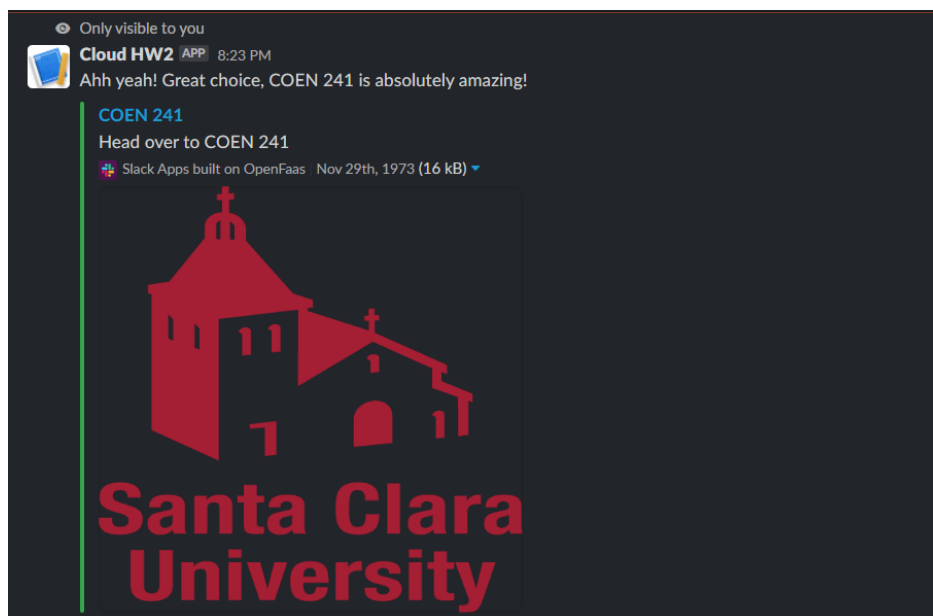 Only visible to you
Cloud HW2 APP 8:23 PM
Ahh yeah! Great choice, COEN 241 is absolutely amazing!
COEN 241
Head over to COEN 241
Slack Apps built on OpenFaas Nov 29th, 1973 (16 kB)
Santa Clara
University